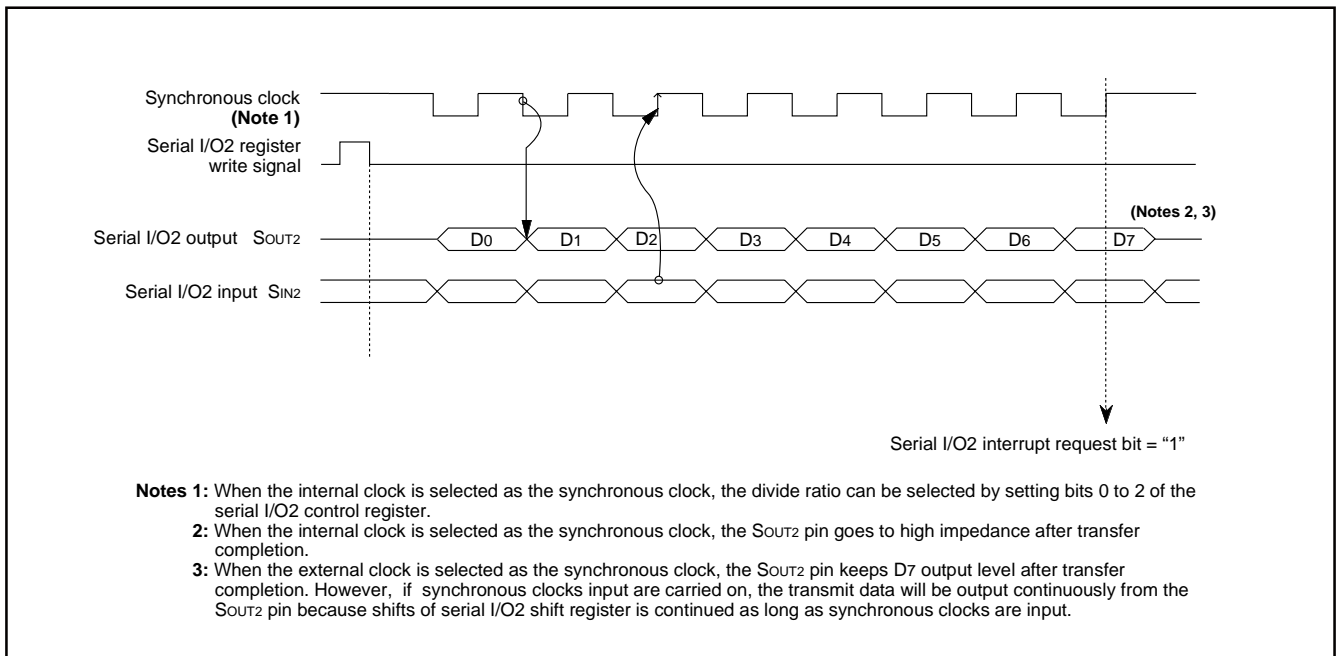 Synchronous clock
(Note 1)
Serial I/O2 register
write signal
(Notes 2, 3)
Serial I/O2 output SOUT2
D0 D1 D2 D3 D4 D5 D6 D7
Serial I/O2 input SIN2
Serial I/O2 interrupt request bit = “1”
Notes 1: When the internal clock is selected as the synchronous clock, the divide ratio can be selected by setting bits 0 to 2 of the
serial I/O2 control register.
2: When the internal clock is selected as the synchronous clock, the SOUT2 pin goes to high impedance after transfer
completion.
3: When the external clock is selected as the synchronous clock, the SOUT2 pin keeps D7 output level after transfer
completion. However, if synchronous clocks input are carried on, the transmit data will be output continuously from the
SOUT2 pin because shifts of serial I/O2 shift register is continued as long as synchronous clocks are input.